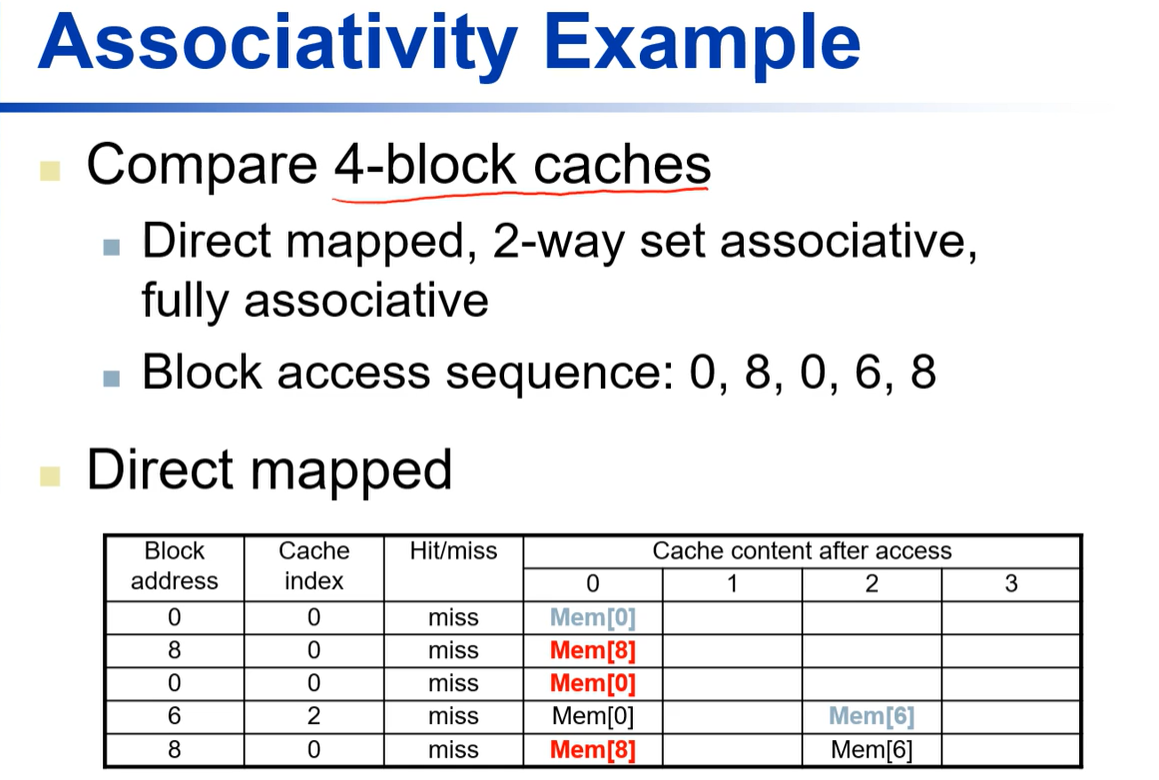 Associativity Example
Compare 4-block caches
Direct mapped, 2-way set associative,
fully associative
Block access sequence: 0, 8, 0, 6, 8
Direct mapped
Block address Cache index Hit/miss Cache content after access
0 1 2 3
0 0 miss Mem[0]
8 0 miss Mem[8]
0 0 miss Mem[0]
6 2 miss Mem[0] Mem[6]
8 0 miss Mem[8] Mem[6]